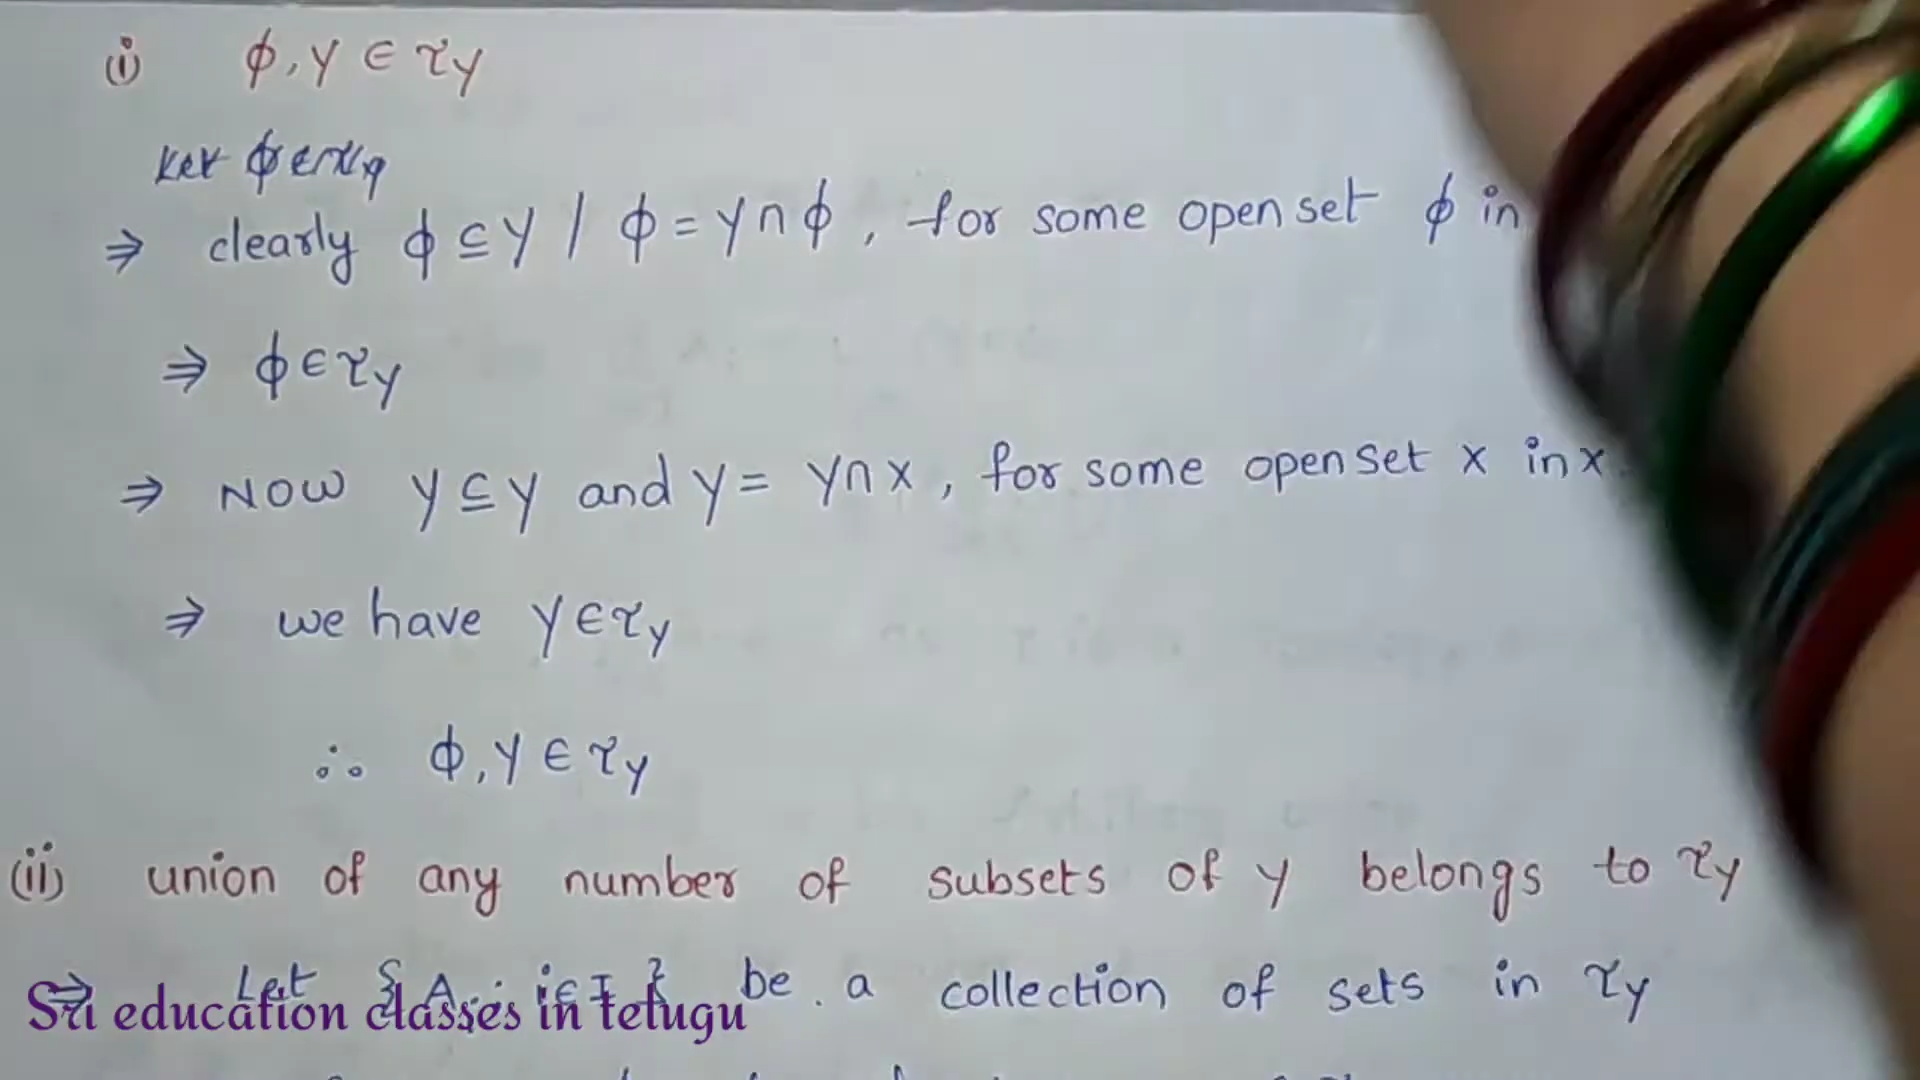 (i) ϕ, Y ∈ τY
⇒ clearly ϕ ⊆ Y / ϕ = Y ∩ ϕ, for some open set ϕ in
⇒ ϕ ∈ τY
⇒ NOW Y ⊆ Y and Y = Y ∩ X, for some open set X in X.
⇒ we have Y ∈ τY
∴ ϕ, Y ∈ τY
(ii) union of any number of subsets of Y belongs to τY
⇒ Let {Ai : i ∈ I} be a collection of sets in τY
Sri education classes in telugu